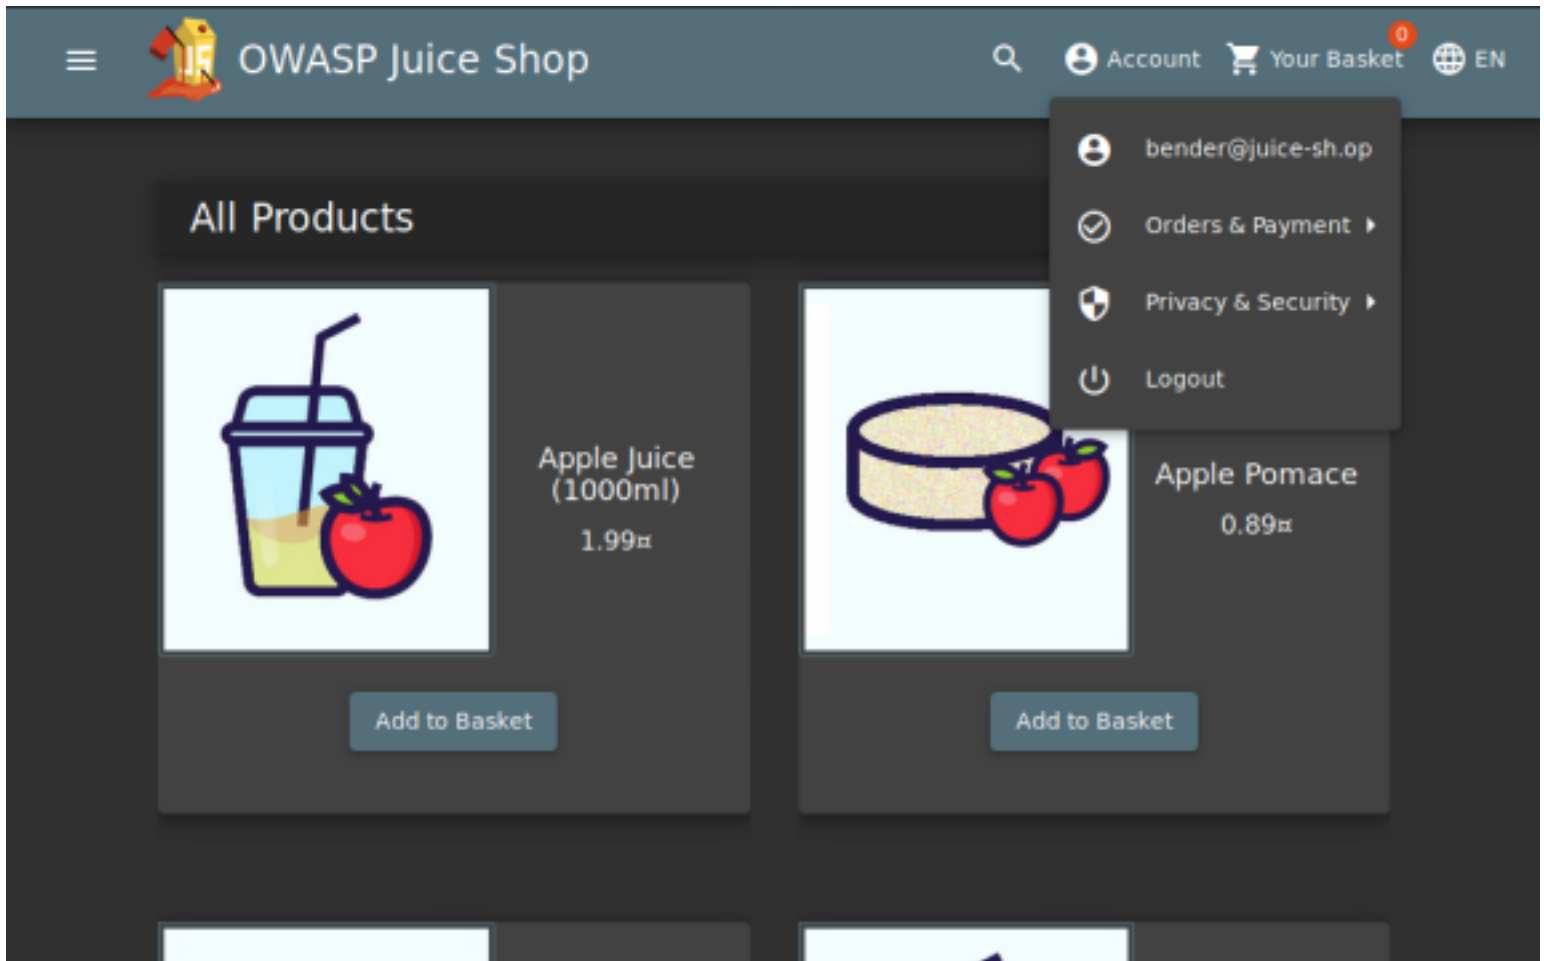 OWASP Juice Shop
Account
Your Basket
0
EN
bender@juice-sh.op
Orders & Payment
Privacy & Security
Logout
All Products
Apple Juice
(1000ml)
1.99¤
Add to Basket
Apple Pomace
0.89¤
Add to Basket